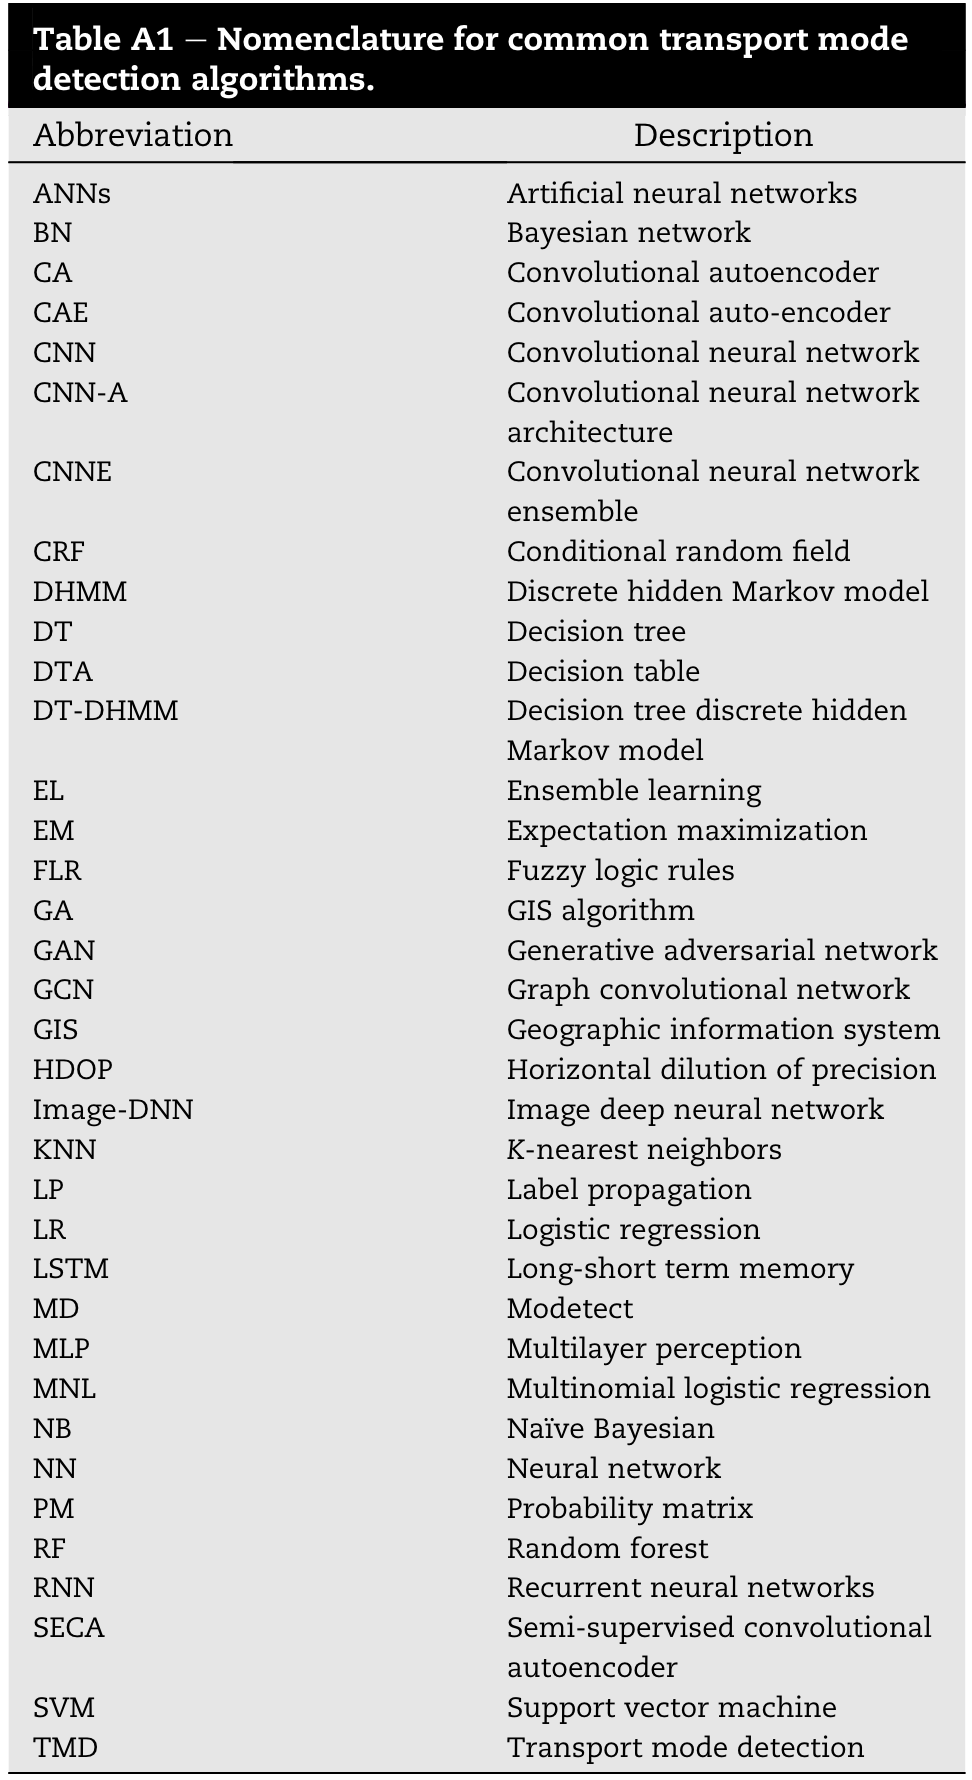 Table A1 – Nomenclature for common transport mode
detection algorithms.
Abbreviation Description
ANNs Artificial neural networks
BN Bayesian network
CA Convolutional autoencoder
CAE Convolutional auto-encoder
CNN Convolutional neural network
CNN-A Convolutional neural network
architecture
CNNE Convolutional neural network
ensemble
CRF Conditional random field
DHMM Discrete hidden Markov model
DT Decision tree
DTA Decision table
DT-DHMM Decision tree discrete hidden
Markov model
EL Ensemble learning
EM Expectation maximization
FLR Fuzzy logic rules
GA GIS algorithm
GAN Generative adversarial network
GCN Graph convolutional network
GIS Geographic information system
HDOP Horizontal dilution of precision
Image-DNN Image deep neural network
KNN K-nearest neighbors
LP Label propagation
LR Logistic regression
LSTM Long-short term memory
MD Modetect
MLP Multilayer perception
MNL Multinomial logistic regression
NB Naïve Bayesian
NN Neural network
PM Probability matrix
RF Random forest
RNN Recurrent neural networks
SECA Semi-supervised convolutional
autoencoder
SVM Support vector machine
TMD Transport mode detection